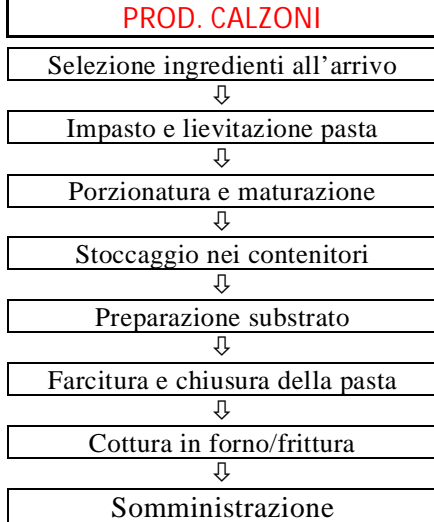 PROD. CALZONI
Selezione ingredienti all’arrivo
⇩
Impasto e lievitazione pasta
⇩
Porzionatura e maturazione
⇩
Stoccaggio nei contenitori
⇩
Preparazione substrato
⇩
Farcitura e chiusura della pasta
⇩
Cottura in forno/frittura
⇩
Somministrazione